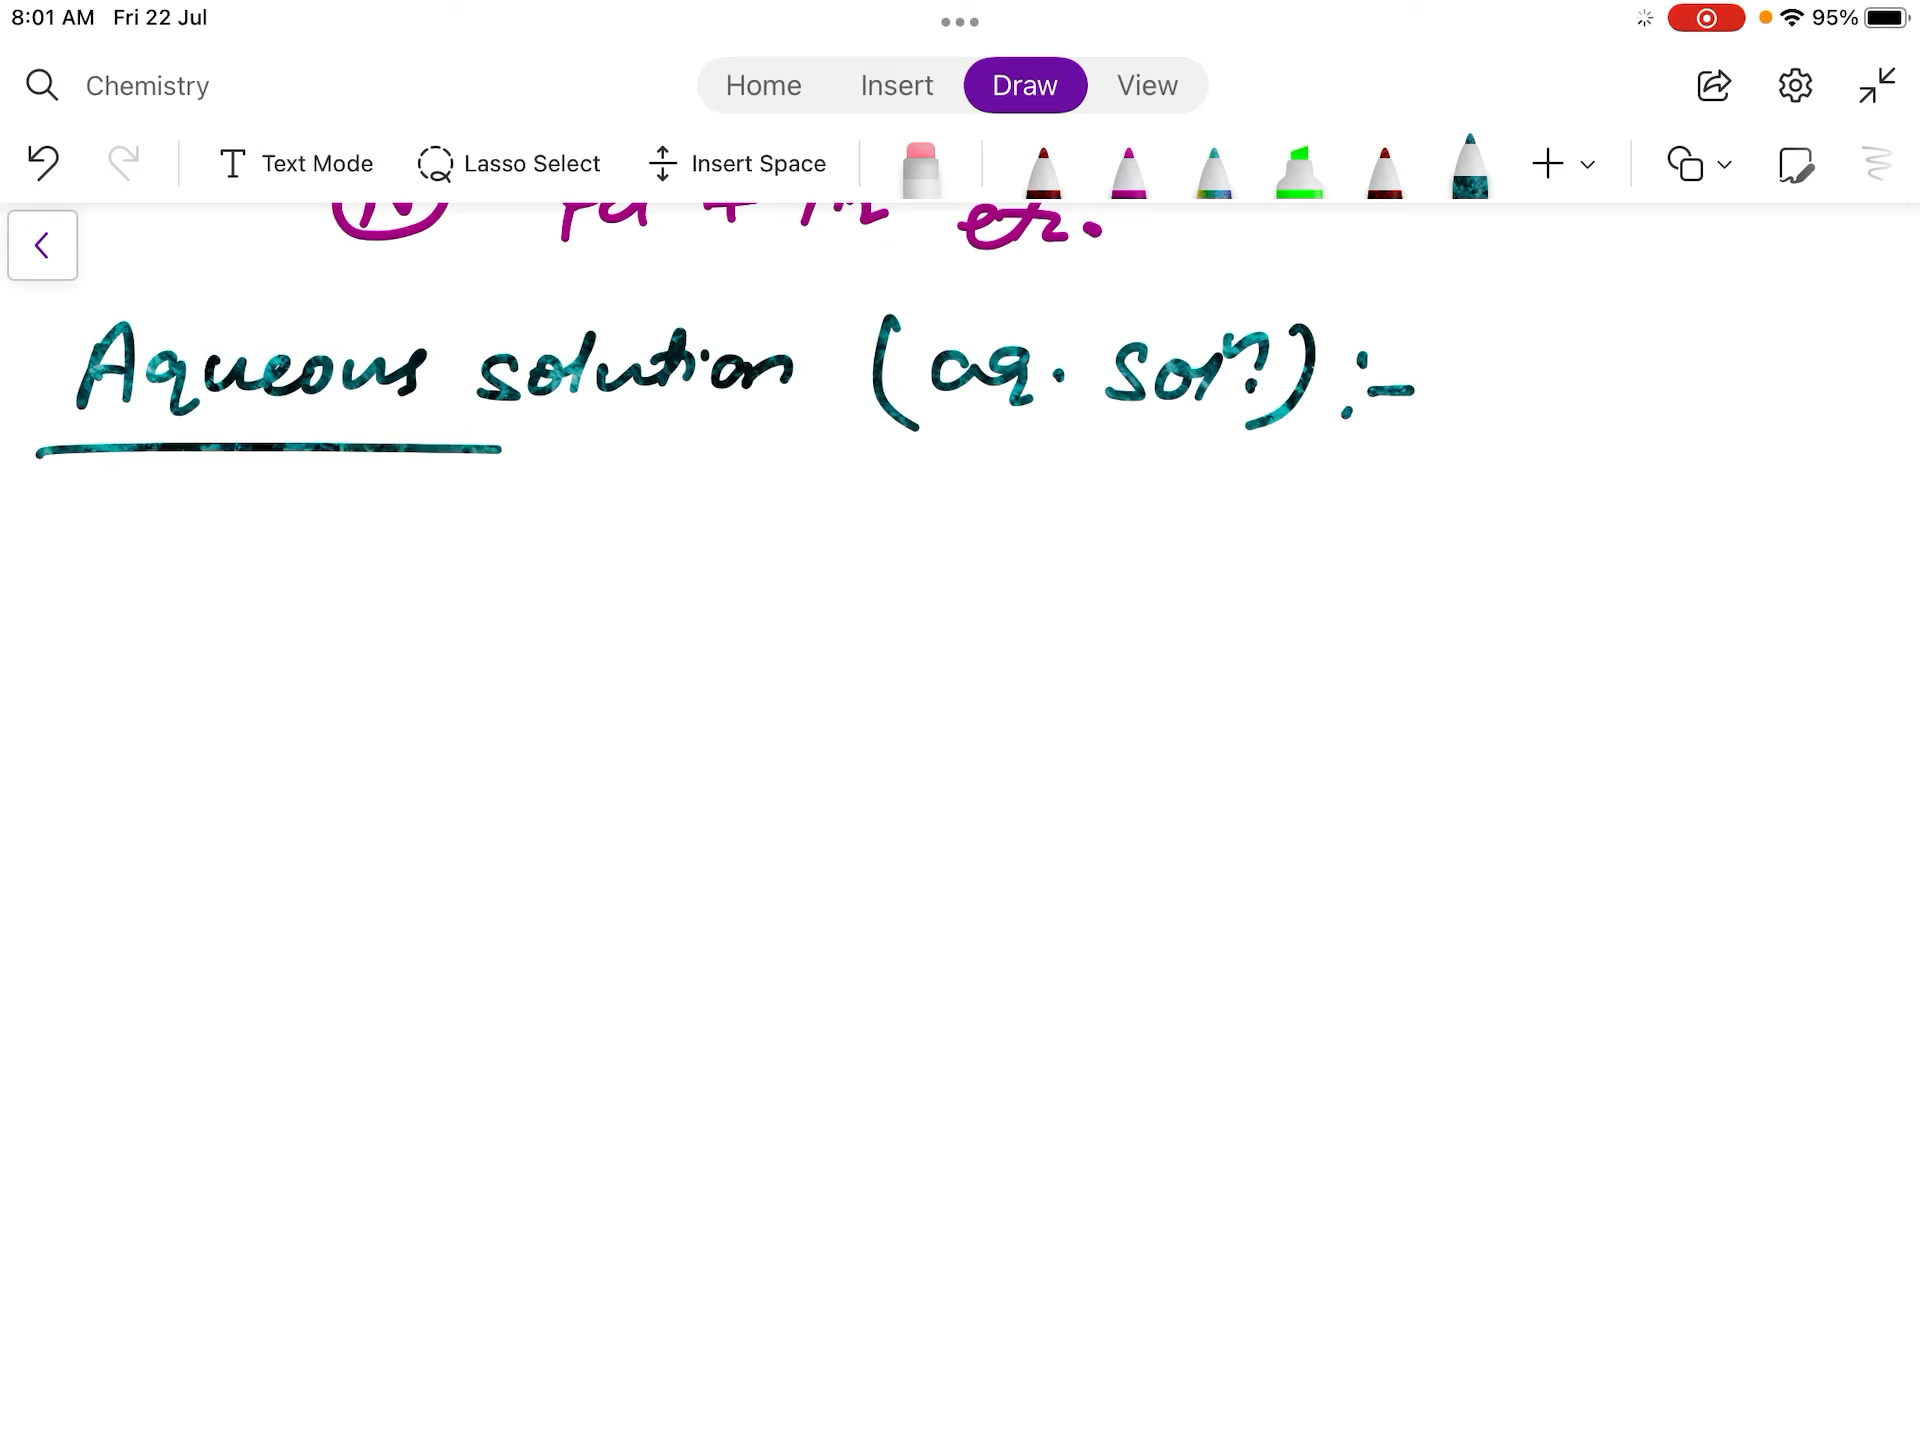 8:01 AM Fri 22 Jul 95%
Chemistry Home Insert Draw View
Text Mode Lasso Select Insert Space
etc.
Aqueous solution (aq. Solⁿ.) :-